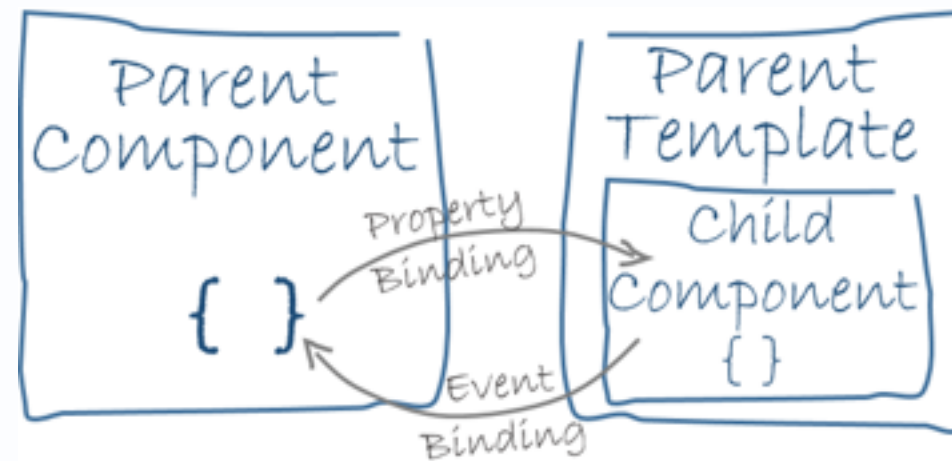 Parent
Component
{ }
Property
Binding
Event
Binding
Parent
Template
Child
Component
{ }